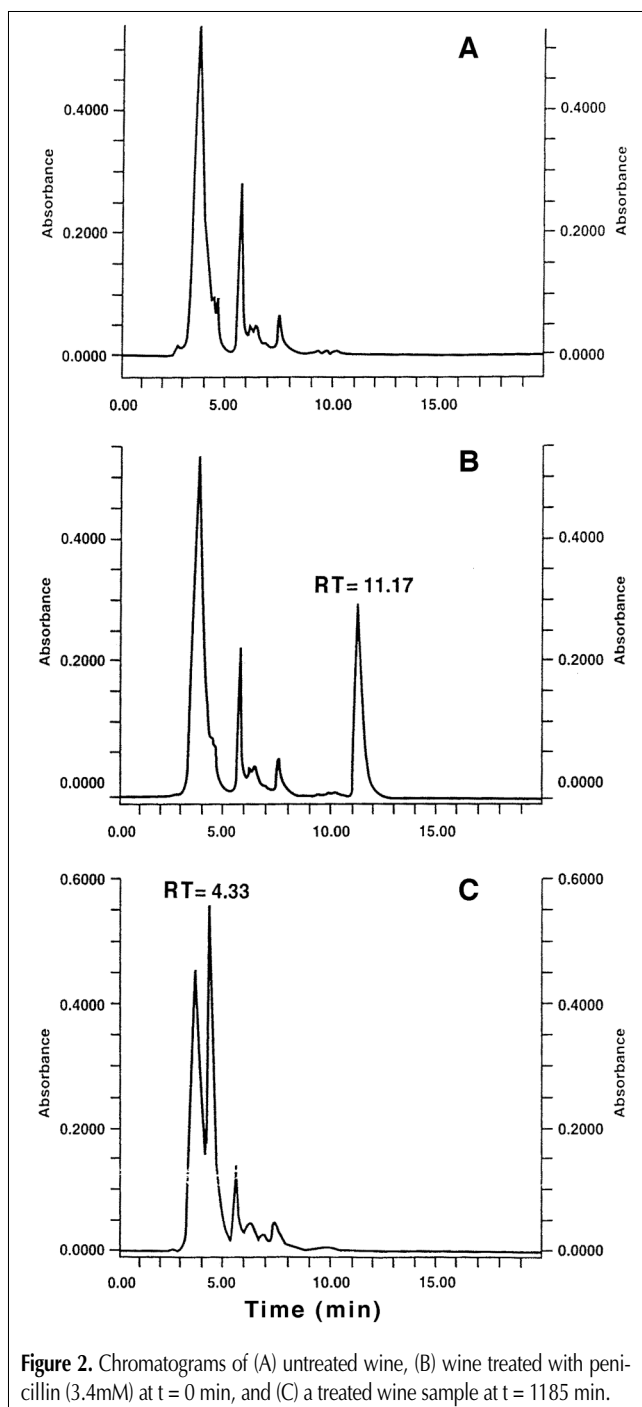 A
Absorbance
0.4000
0.2000
0.0000
0.4000
0.2000
0.0000
Absorbance
0.00 5.00 10.00 15.00
B
RT= 11.17
Absorbance
0.4000
0.2000
0.0000
0.4000
0.2000
0.0000
Absorbance
0.00 5.00 10.00 15.00
C
RT= 4.33
Absorbance
0.6000
0.4000
0.2000
0.0000
0.6000
0.4000
0.2000
0.0000
Absorbance
0.00 5.00 10.00 15.00
Time (min)
Figure 2. Chromatograms of (A) untreated wine, (B) wine treated with peni-
cillin (3.4mM) at t = 0 min, and (C) a treated wine sample at t = 1185 min.